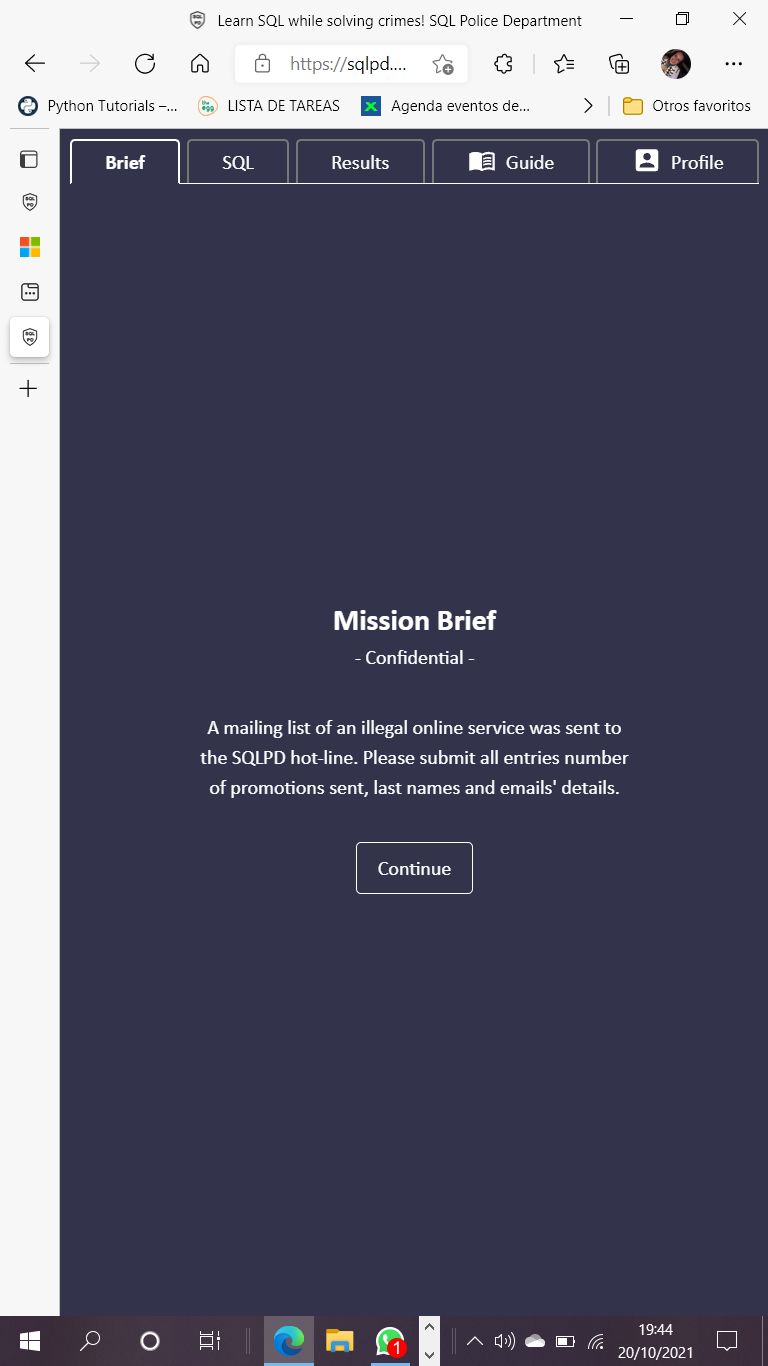 Learn SQL while solving crimes! SQL Police Department
https://sqlpd....
Python Tutorials –...
LISTA DE TAREAS
Agenda eventos de...
Otros favoritos
Brief
SQL
Results
Guide
Profile
Mission Brief
- Confidential -
A mailing list of an illegal online service was sent to
the SQLPD hot-line. Please submit all entries number
of promotions sent, last names and emails' details.
Continue
1
19:44
20/10/2021